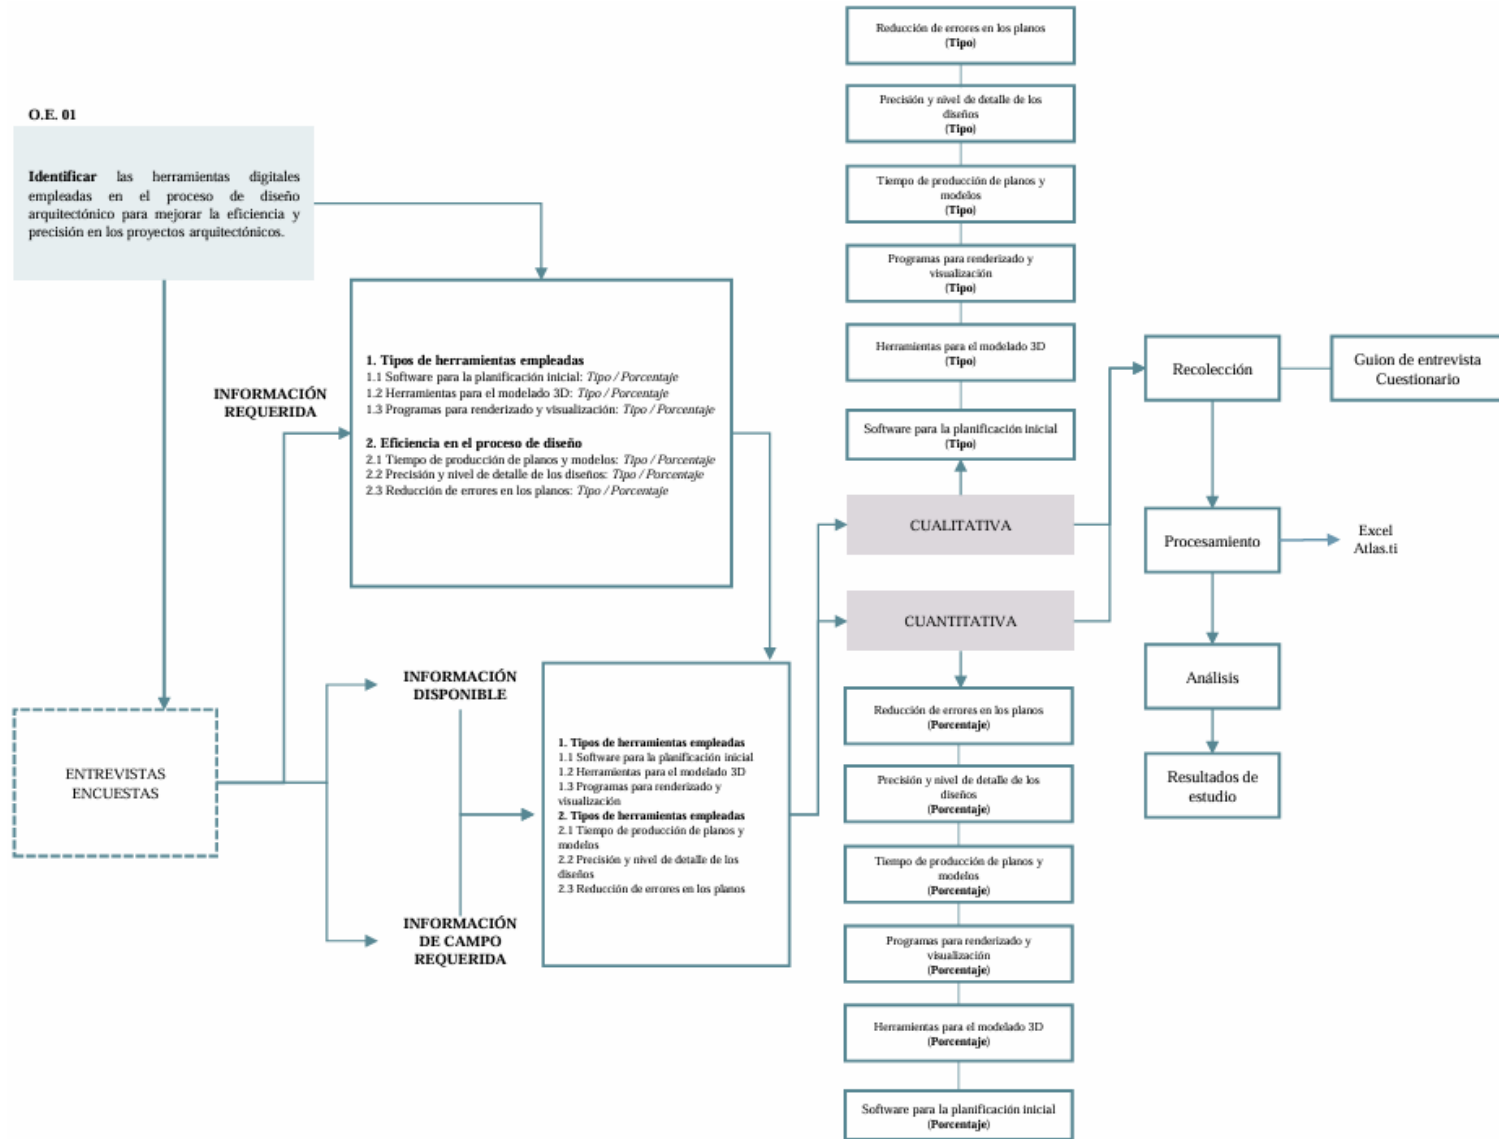 O.E. 01
Identificar las herramientas digitales
empleadas en el proceso de diseño
arquitectónico para mejorar la eficiencia y
precisión en los proyectos arquitectónicos.
INFORMACIÓN
REQUERIDA
1. Tipos de herramientas empleadas
1.1 Software para la planificación inicial: Tipo / Porcentaje
1.2 Herramientas para el modelado 3D: Tipo / Porcentaje
1.3 Programas para renderizado y visualización: Tipo / Porcentaje
2. Eficiencia en el proceso de diseño
2.1 Tiempo de producción de planos y modelos: Tipo / Porcentaje
2.2 Precisión y nivel de detalle de los diseños: Tipo / Porcentaje
2.3 Reducción de errores en los planos: Tipo / Porcentaje
ENTREVISTAS
ENCUESTAS
INFORMACIÓN
DISPONIBLE
INFORMACIÓN
DE CAMPO
REQUERIDA
1. Tipos de herramientas empleadas
1.1 Software para la planificación inicial
1.2 Herramientas para el modelado 3D
1.3 Programas para renderizado y
visualización
2. Tipos de herramientas empleadas
2.1 Tiempo de producción de planos y
modelos
2.2 Precisión y nivel de detalle de los
diseños
2.3 Reducción de errores en los planos
Reducción de errores en los planos
(Tipo)
Precisión y nivel de detalle de los
diseños
(Tipo)
Tiempo de producción de planos y
modelos
(Tipo)
Programas para renderizado y
visualización
(Tipo)
Herramientas para el modelado 3D
(Tipo)
Software para la planificación inicial
(Tipo)
CUALITATIVA
CUANTITATIVA
Reducción de errores en los planos
(Porcentaje)
Precisión y nivel de detalle de los
diseños
(Porcentaje)
Tiempo de producción de planos y
modelos
(Porcentaje)
Programas para renderizado y
visualización
(Porcentaje)
Herramientas para el modelado 3D
(Porcentaje)
Software para la planificación inicial
(Porcentaje)
Recolección
Guion de entrevista
Cuestionario
Procesamiento
Excel
Atlas.ti
Análisis
Resultados de
estudio